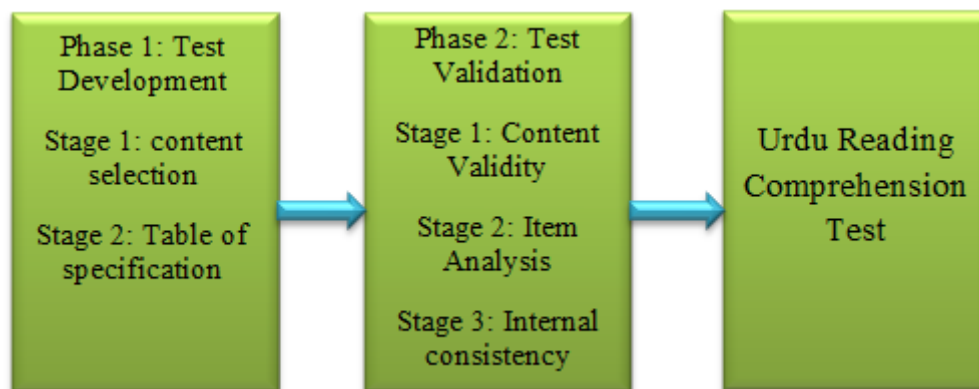 Phase 1: Test
Development
Stage 1: content
selection
Stage 2: Table of
specification
Phase 2: Test
Validation
Stage 1: Content
Validity
Stage 2: Item
Analysis
Stage 3: Internal
consistency
Urdu Reading
Comprehension
Test